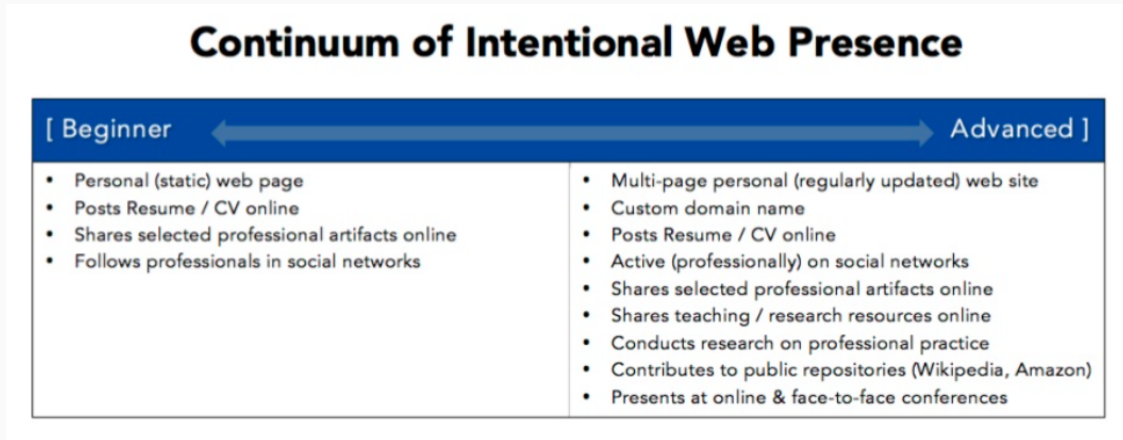 Continuum of Intentional Web Presence
[ Beginner
Advanced ]
• Personal (static) web page
• Posts Resume / CV online
• Shares selected professional artifacts online
• Follows professionals in social networks
• Multi-page personal (regularly updated) web site
• Custom domain name
• Posts Resume / CV online
• Active (professionally) on social networks
• Shares selected professional artifacts online
• Shares teaching / research resources online
• Conducts research on professional practice
• Contributes to public repositories (Wikipedia, Amazon)
• Presents at online & face-to-face conferences